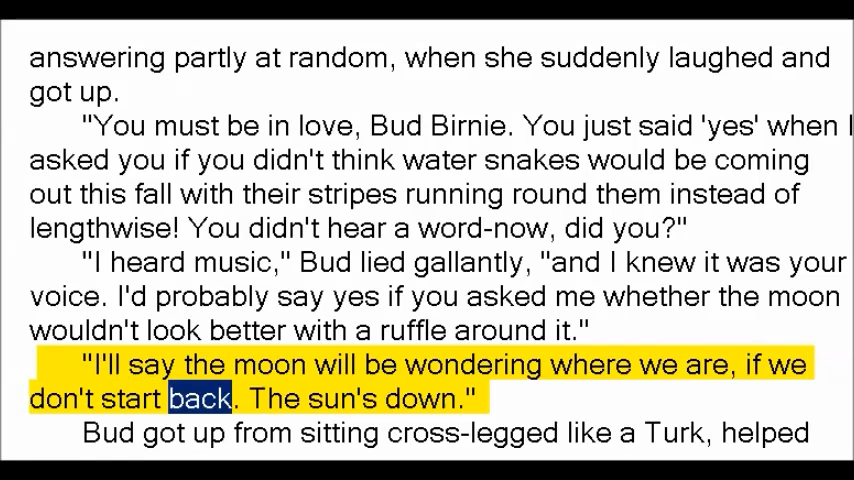 answering partly at random, when she suddenly laughed and
got up.
"You must be in love, Bud Birnie. You just said 'yes' when I
asked you if you didn't think water snakes would be coming
out this fall with their stripes running round them instead of
lengthwise! You didn't hear a word-now, did you?"
"I heard music," Bud lied gallantly, "and I knew it was your
voice. I'd probably say yes if you asked me whether the moon
wouldn't look better with a ruffle around it."
"I'll say the moon will be wondering where we are, if we
don't start back. The sun's down."
Bud got up from sitting cross-legged like a Turk, helped